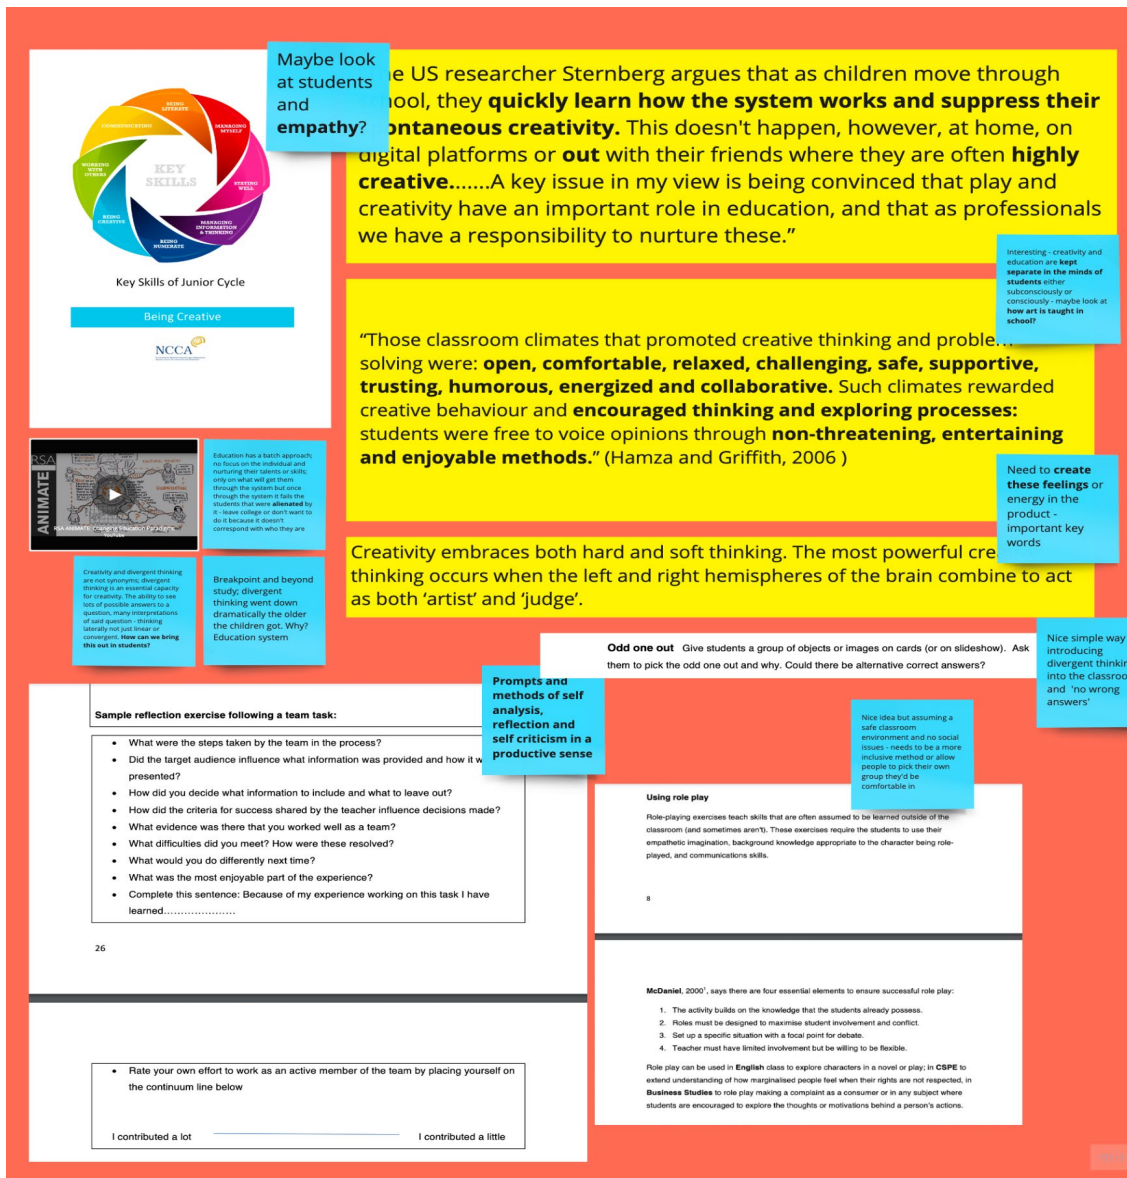 Maybe look
at students
and
empathy?
BEING
LITERATE
MANAGING
MYSELF
STAYING
WELL
MANAGING
INFORMATION
& THINKING
BEING
NUMERATE
BEING
CREATIVE
WORKING
WITH
OTHERS
COMMUNICATING
KEY
SKILLS
Key Skills of Junior Cycle
Being Creative
NCCA
US researcher Sternberg argues that as children move through
they quickly learn how the system works and suppress their
creativity. This doesn't happen, however, at home, on
digital platforms or out with their friends where they are often highly
creative.......A key issue in my view is being convinced that play and
creativity have an important role in education, and that as professionals
we have a responsibility to nurture these.”
Interesting - creativity and
education are kept
separate in the minds of
students either
subconsciously or
consciously - maybe look at
how art is taught in
school?
“Those classroom climates that promoted creative thinking and problem
solving were: open, comfortable, relaxed, challenging, safe, supportive,
trusting, humorous, energized and collaborative. Such climates rewarded
creative behaviour and encouraged thinking and exploring processes:
students were free to voice opinions through non-threatening, entertaining
and enjoyable methods.” (Hamza and Griffith, 2006 )
Need to create
these feelings or
energy in the
product -
important key
words
RSA
ANIMATE
RSA ANIMATE: Changing Education Paradigms
YouTube
Education has a batch approach;
no focus on the individual and
nurturing their talents or skills;
only on what will get them
through the system but once
through the system it fails the
students that were alienated by
it - leave college or don't want to
do it because it doesn't
correspond with who they are
Creativity and divergent thinking
are not synonyms; divergent
thinking is an essential capacity
for creativity. The ability to see
lots of possible answers to a
question, many interpretations
of said question - thinking
laterally not just linear or
convergent. How can we bring
this out in students?
Breakpoint and beyond
study; divergent
thinking went down
dramatically the older
the children got. Why?
Education system
Creativity embraces both hard and soft thinking. The most powerful
thinking occurs when the left and right hemispheres of the brain combine to act
as both ‘artist’ and ‘judge’.
Odd one out Give students a group of objects or images on cards (or on slideshow). Ask
them to pick the odd one out and why. Could there be alternative correct answers?
Nice simple way
introducing
divergent
into the
and 'no wrong
answers'
Prompts and
methods of self
analysis,
reflection and
self criticism in a
productive sense
Nice idea but assuming a
safe classroom
environment and no social
issues - needs to be a more
inclusive method or allow
people to pick their own
group they'd be
comfortable in
Sample reflection exercise following a team task:
• What were the steps taken by the team in the process?
• Did the target audience influence what information was provided and how it
presented?
• How did you decide what information to include and what to leave out?
• How did the criteria for success shared by the teacher influence decisions made?
• What evidence was there that you worked well as a team?
• What difficulties did you meet? How were these resolved?
• What would you do differently next time?
• What was the most enjoyable part of the experience?
• Complete this sentence: Because of my experience working on this task I have
learned.....................
26
• Rate your own effort to work as an active member of the team by placing yourself on
the continuum line below
I contributed a lot I contributed a little
Using role play
Role-playing exercises teach skills that are often assumed to be learned outside of the
classroom (and sometimes aren't). These exercises require the students to use their
empathetic imagination, background knowledge appropriate to the character being role-
played, and communications skills.
8
McDaniel, 2000¹, says there are four essential elements to ensure successful role play:
1. The activity builds on the knowledge that the students already possess.
2. Roles must be designed to maximise student involvement and conflict.
3. Set up a specific situation with a focal point for debate.
4. Teacher must have limited involvement but be willing to be flexible.
Role play can be used in English class to explore characters in a novel or play; in CSPE to
extend understanding of how marginalised people feel when their rights are not respected, in
Business Studies to role play making a complaint as a consumer or in any subject where
students are encouraged to explore the thoughts or motivations behind a person's actions.